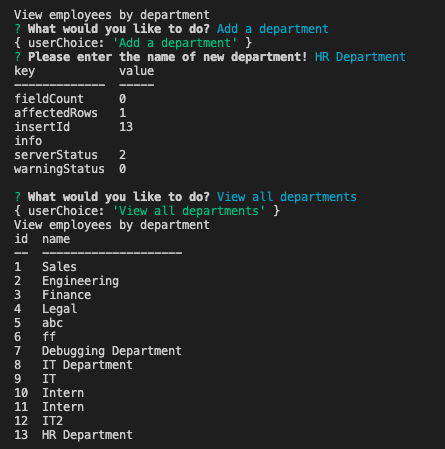 View employees by department
? What would you like to do? Add a department
{ userChoice: 'Add a department' }
? Please enter the name of new department! HR Department
key            value
-------------  -----
fieldCount     0
affectedRows   1
insertId       13
info
serverStatus   2
warningStatus  0
? What would you like to do? View all departments
{ userChoice: 'View all departments' }
View employees by department
id  name
--  --------------------
1   Sales
2   Engineering
3   Finance
4   Legal
5   abc
6   ff
7   Debugging Department
8   IT Department
9   IT
10  Intern
11  Intern
12  IT2
13  HR Department